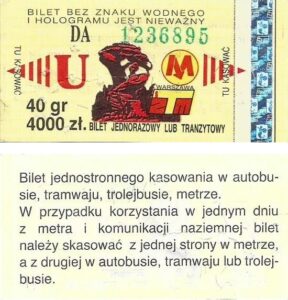 BILET BEZ ZNAKU WODNEGO
I HOLOGRAMU JEST NIEWAŻNY
DA 1236895
TU KASOWAĆ
U
M
WARSZAWA
ZTM
TU KASOWAĆ
40 gr
4000 zł. BILET JEDNORAZOWY LUB TRANZYTOWY
Bilet jednostronnego kasowania w autobu-
sie, tramwaju, trolejbusie, metrze.
W przypadku korzystania w jednym dniu
z metra i komunikacji naziemnej bilet
należy skasować z jednej strony w metrze,
a z drugiej w autobusie, tramwaju lub trolej-
busie.